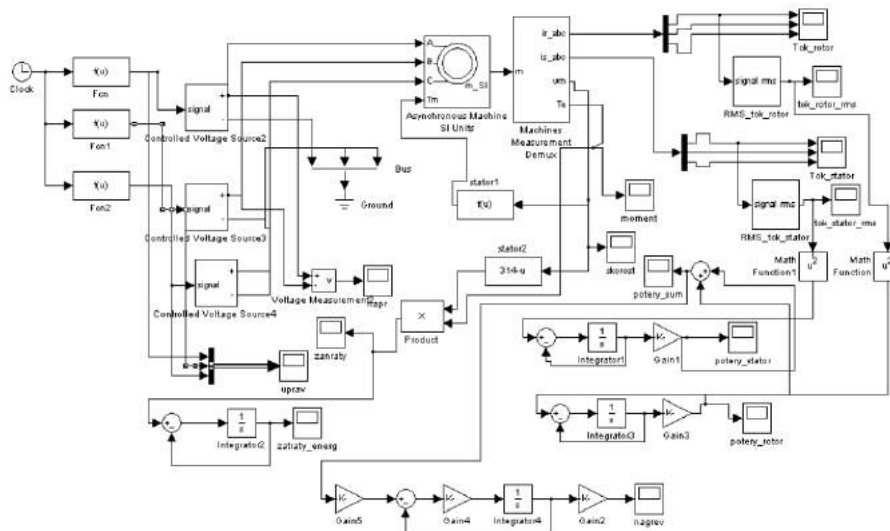 Clock
f(u)
Fcn
f(u)
Fcn1
f(u)
Fcn2
signal
+
-
Controlled Voltage Source2
signal
+
-
Controlled Voltage Source3
signal
+
-
Controlled Voltage Source4
A
B
C
Tm
m_SI
Asynchronous Machine
SI Units
m
ir_abc
is_abc
wm
Te
Machines
Measurement
Demux
Tok_rotor
signal rms
RMS_tok_rotor
tok_rotor_rms
Tok_stator
signal rms
RMS_tok_stator
tok_stator_rms
Bus
Ground
stator1
f(u)
moment
stator2
314-u
skorost
potery_sum
+
+
u²
Math
Function1
u²
Math
Function
+
-
v
Voltage Measurement2
napr
×
Product
zanraty
uprav
+
-
1
s
Integrator1
K-
Gain1
potery_stator
+
-
1
s
Integrator2
zatraty_energ
+
-
1
s
Integrator3
K-
Gain3
potery_rotor
K-
Gain5
+
-
K-
Gain4
1
s
Integrator4
K-
Gain2
nagrev